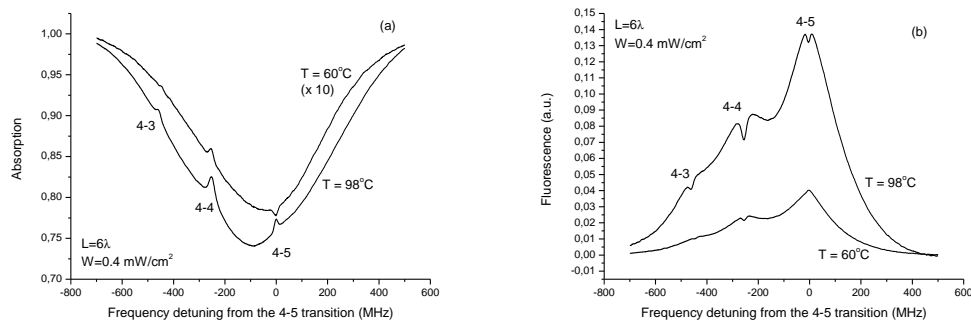 (a)
1,00
0,95
0,90
0,85
0,80
0,75
0,70
Absorption
T = 60°C
(x 10)
4-3
T = 98°C
4-4
4-5
L=6λ
W=0.4 mW/cm²
-800 -600 -400 -200 0 200 400 600
Frequency detuning from the 4-5 transition (MHz)
(b)
0,15
0,14
0,13
0,12
0,11
0,10
0,09
0,08
0,07
0,06
0,05
0,04
0,03
0,02
0,01
0,00
-0,01
Fluorescence (a.u.)
L=6λ
W=0.4 mW/cm²
4-5
4-4
4-3
T = 98°C
T = 60°C
-800 -600 -400 -200 0 200 400 600
Frequency detuning from the 4-5 transition (MHz)